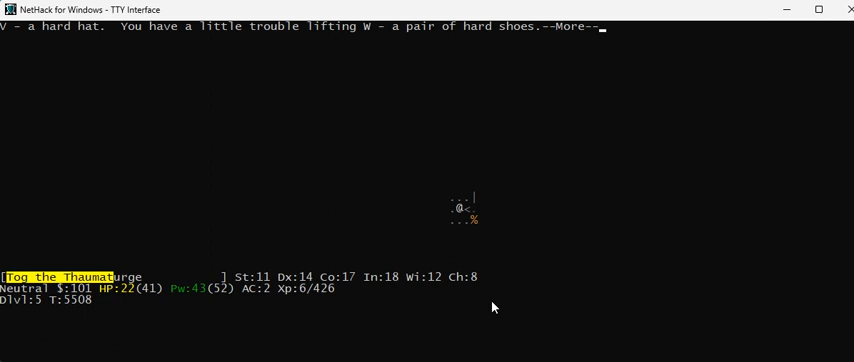 NetHack for Windows - TTY Interface
V - a hard hat.  You have a little trouble lifting W - a pair of hard shoes.--More--
...|
.@<.
...%
[Tog the Thaumaturge           ] St:11 Dx:14 Co:17 In:18 Wi:12 Ch:8
Neutral $:101 HP:22(41) Pw:43(52) AC:2 Xp:6/426
Dlvl:5 T:5508